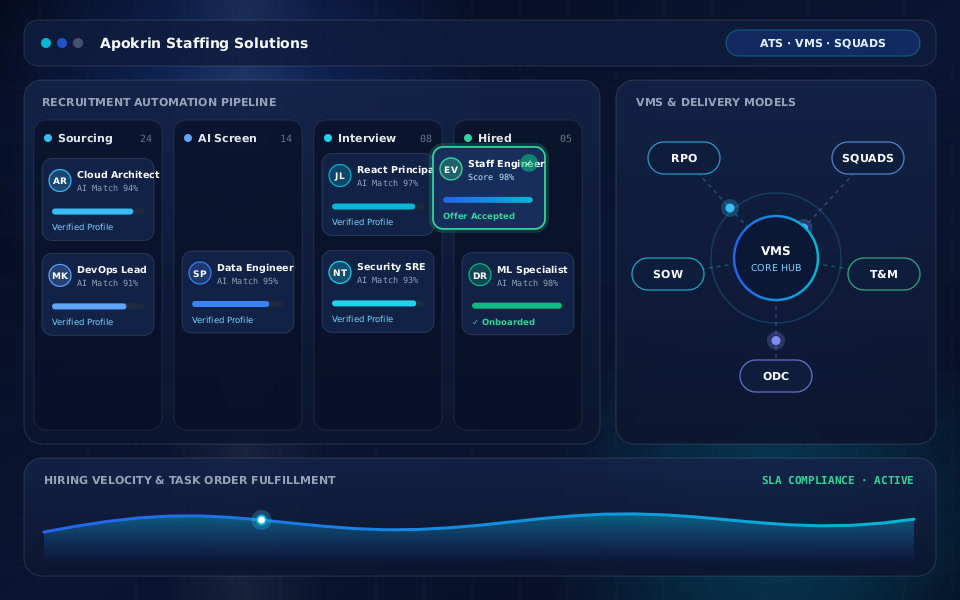 Apokrin Staffing Solutions
ATS · VMS · SQUADS
RECRUITMENT AUTOMATION PIPELINE
Sourcing 24
AR
Cloud Architect
AI Match 94%
Verified Profile
MK
DevOps Lead
AI Match 91%
Verified Profile
AI Screen 14
SP
Data Engineer
AI Match 95%
Verified Profile
Interview 08
JL
React Principa
AI Match 97%
Verified Profile
NT
Security SRE
AI Match 93%
Verified Profile
Hired 05
EV
Staff Engineer
Score 98%
Offer Accepted
DR
ML Specialist
AI Match 98%
✓ Onboarded
VMS & DELIVERY MODELS
RPO
SQUADS
VMS
CORE HUB
SOW
T&M
ODC
HIRING VELOCITY & TASK ORDER FULFILLMENT
SLA COMPLIANCE · ACTIVE